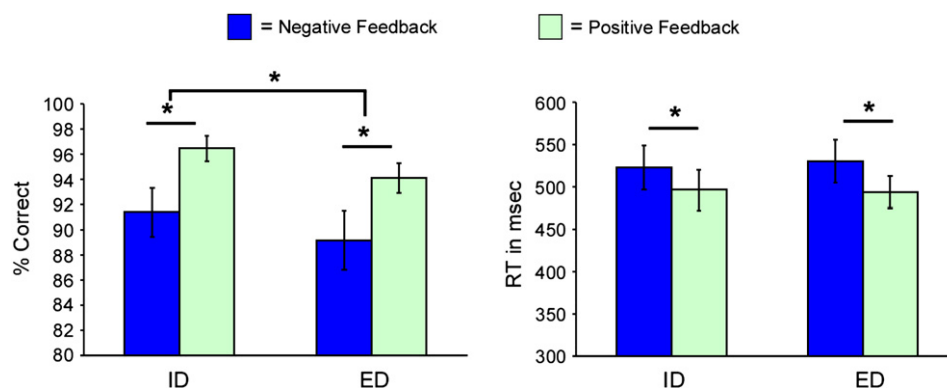 = Negative Feedback
= Positive Feedback
*
*
*
% Correct
100
98
96
94
92
90
88
86
84
82
80
ID
ED
*
*
RT in msec
600
550
500
450
400
350
300
ID
ED